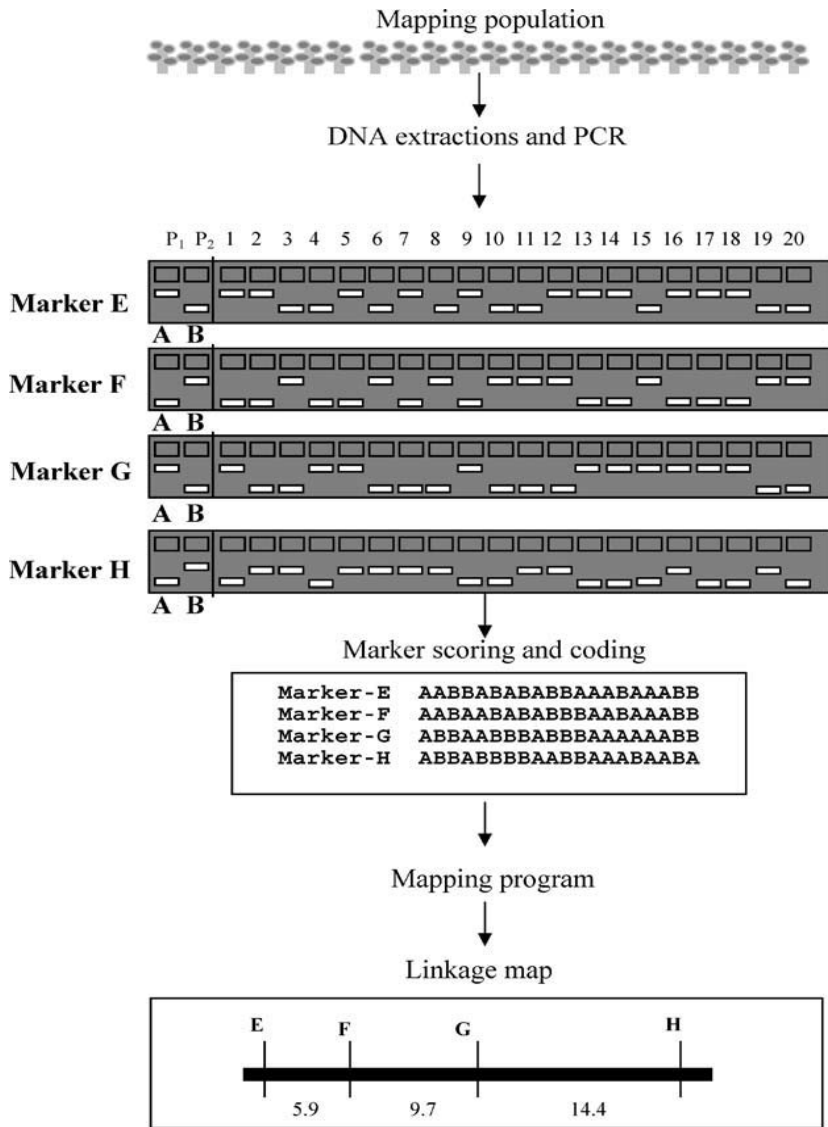 Mapping population
DNA extractions and PCR
P₁ P₂ 1 2 3 4 5 6 7 8 9 10 11 12 13 14 15 16 17 18 19 20
Marker E
A B
Marker F
A B
Marker G
A B
Marker H
A B
Marker scoring and coding
Marker-E AABBABABABBAAABAAABB
Marker-F AABAABABABBBAABAAABB
Marker-G ABBAABBBABBBAAAAAABB
Marker-H ABBABBBBAABBAAABAABA
Mapping program
Linkage map
E F G H
5.9 9.7 14.4